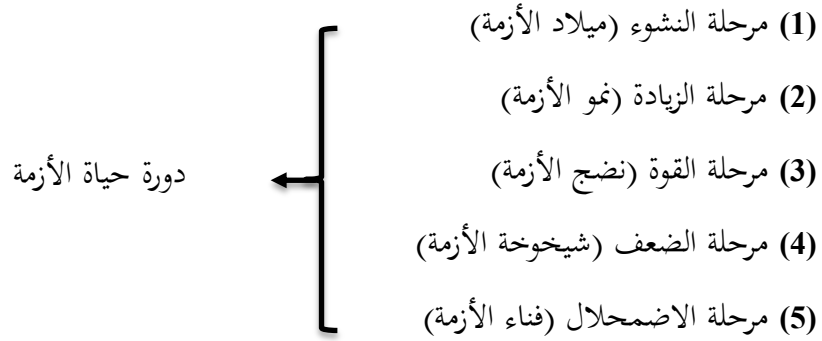 (1) مرحلة النشوء (ميلاد الأزمة)
(2) مرحلة الزيادة (نمو الأزمة)
(3) مرحلة القوة (نضج الأزمة)
(4) مرحلة الضعف (شيخوخة الأزمة)
(5) مرحلة الاضمحلال (فناء الأزمة)
دورة حياة الأزمة